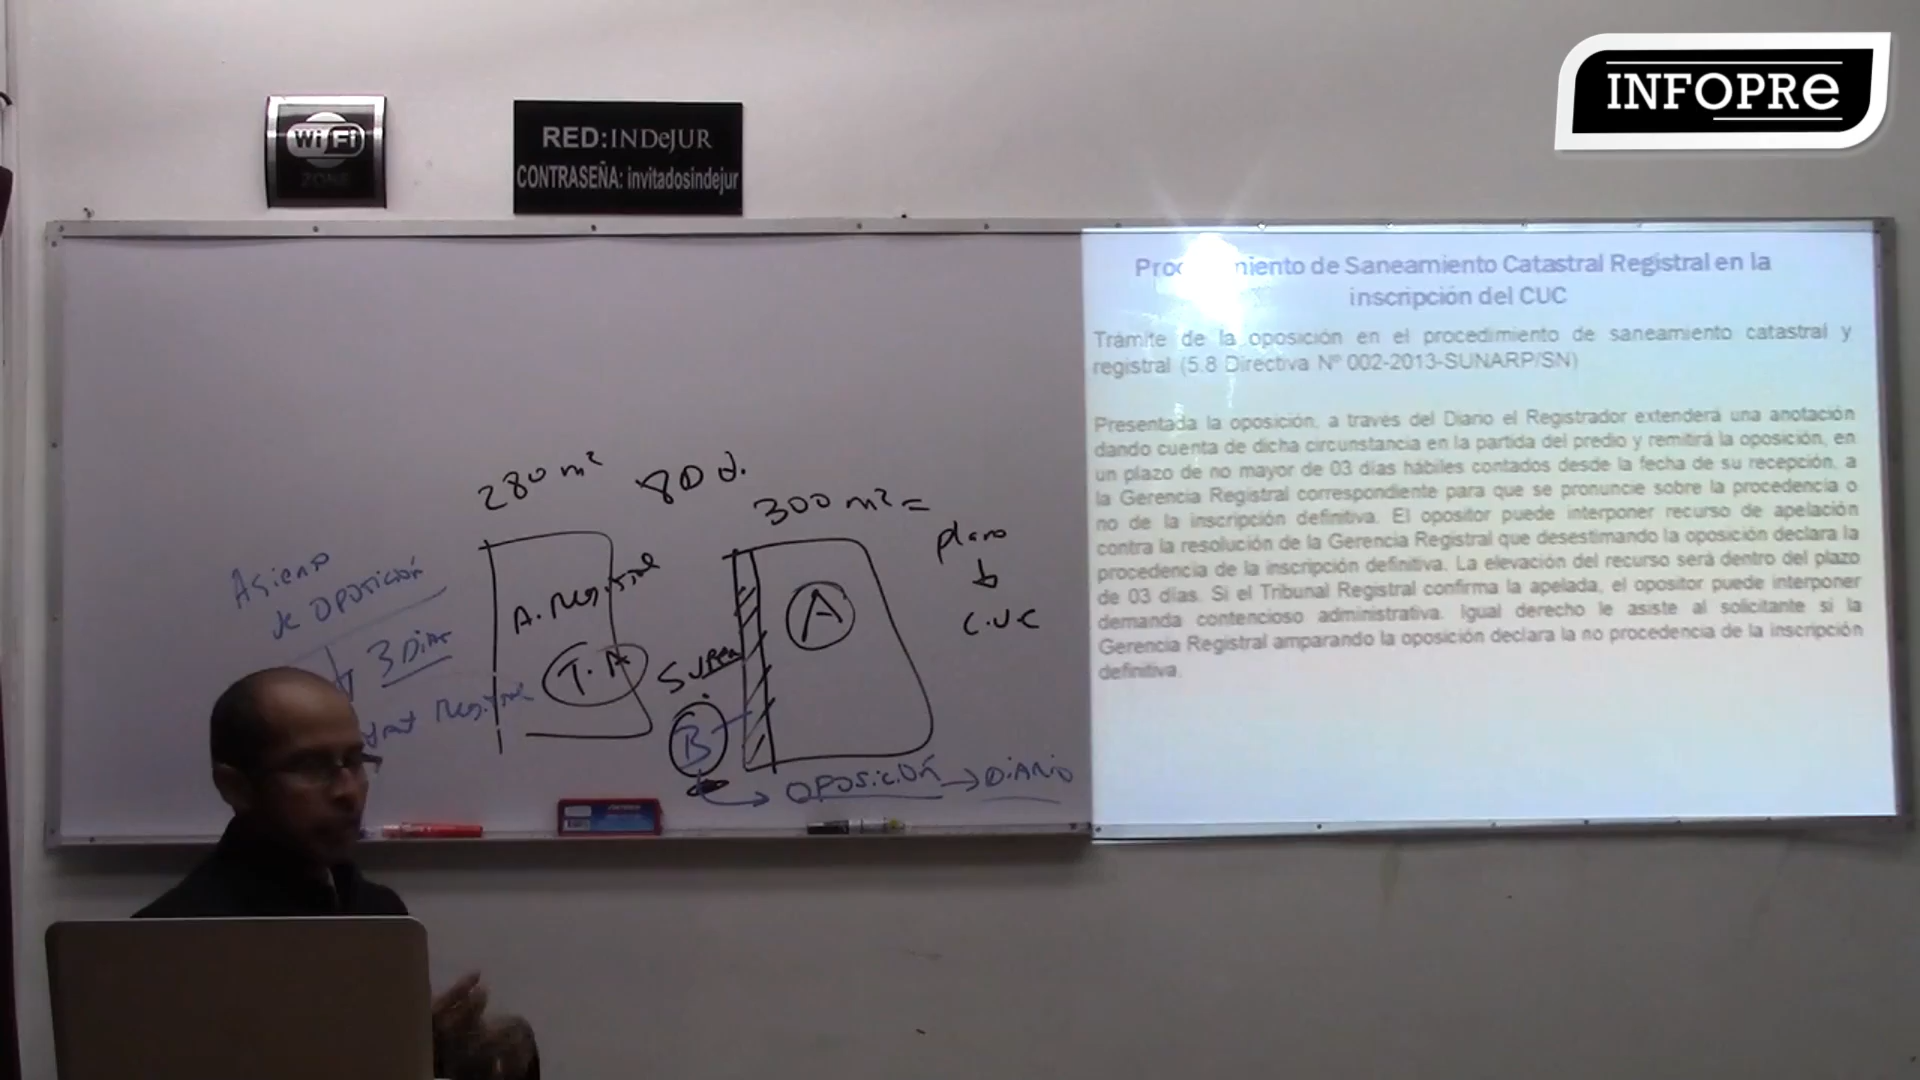 INFOPRe
WiFi
ZONE
RED:INDeJUR
CONTRASEÑA: invitadosindejur
Procedimiento de Saneamiento Catastral Registral en la
inscripción del CUC
Trámite de la oposición en el procedimiento de saneamiento catastral y
registral (5.8 Directiva Nº 002-2013-SUNARP/SN)
Presentada la oposición, a través del Diario el Registrador extenderá una anotación
dando cuenta de dicha circunstancia en la partida del predio y remitirá la oposición, en
un plazo de no mayor de 03 días hábiles contados desde la fecha de su recepción, a
la Gerencia Registral correspondiente para que se pronuncie sobre la procedencia o
no de la inscripción definitiva. El opositor puede interponer recurso de apelación
contra la resolución de la Gerencia Registral que desestimando la oposición declara la
procedencia de la inscripción definitiva. La elevación del recurso será dentro del plazo
de 03 días. Si el Tribunal Registral confirma la apelada, el opositor puede interponer
demanda contencioso administrativa. Igual derecho le asiste al solicitante si la
Gerencia Registral amparando la oposición declara la no procedencia de la inscripción
definitiva.
280 m²
80 d.
300 m² =
plano
C.U.C
Asiento
de oposición
3 Dias
Registral
A. Registral
T.A
A
B
OPOSICIÓN → DIARIO